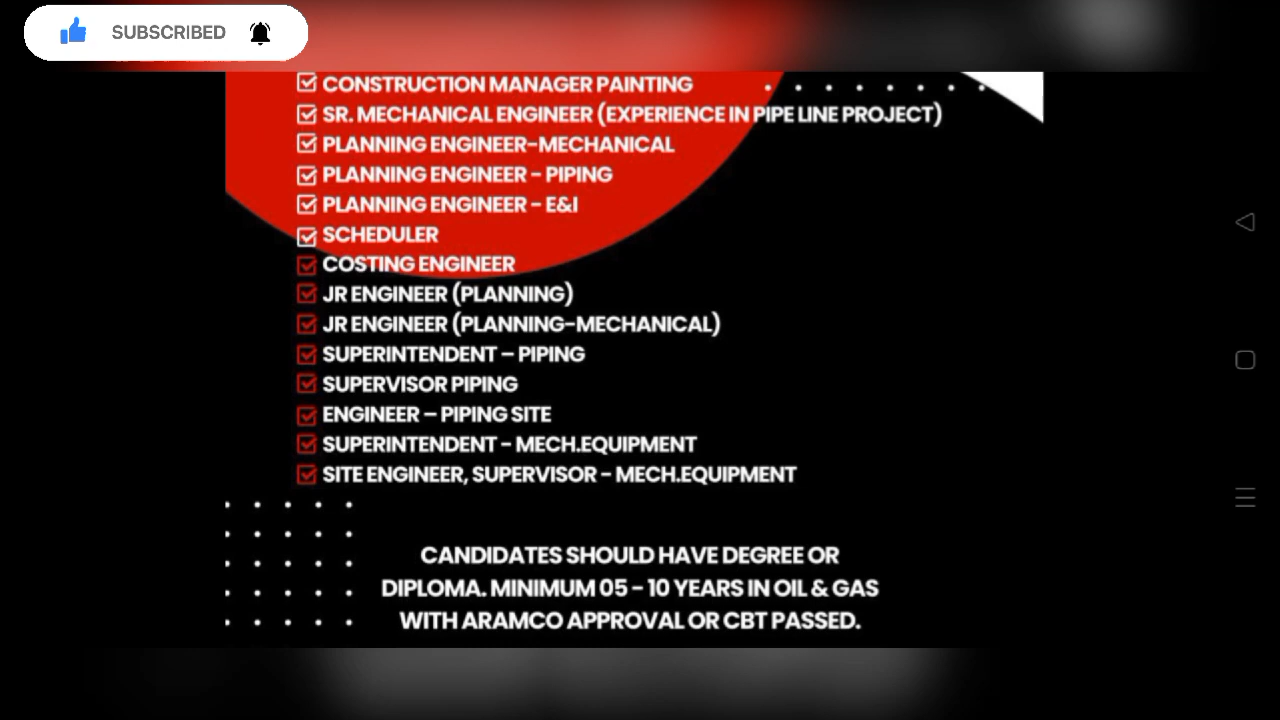 SUBSCRIBED
CONSTRUCTION MANAGER PAINTING
SR. MECHANICAL ENGINEER (EXPERIENCE IN PIPE LINE PROJECT)
PLANNING ENGINEER-MECHANICAL
PLANNING ENGINEER - PIPING
PLANNING ENGINEER - E&I
SCHEDULER
COSTING ENGINEER
JR ENGINEER (PLANNING)
JR ENGINEER (PLANNING-MECHANICAL)
SUPERINTENDENT – PIPING
SUPERVISOR PIPING
ENGINEER – PIPING SITE
SUPERINTENDENT - MECH.EQUIPMENT
SITE ENGINEER, SUPERVISOR - MECH.EQUIPMENT
CANDIDATES SHOULD HAVE DEGREE OR
DIPLOMA. MINIMUM 05 - 10 YEARS IN OIL & GAS
WITH ARAMCO APPROVAL OR CBT PASSED.